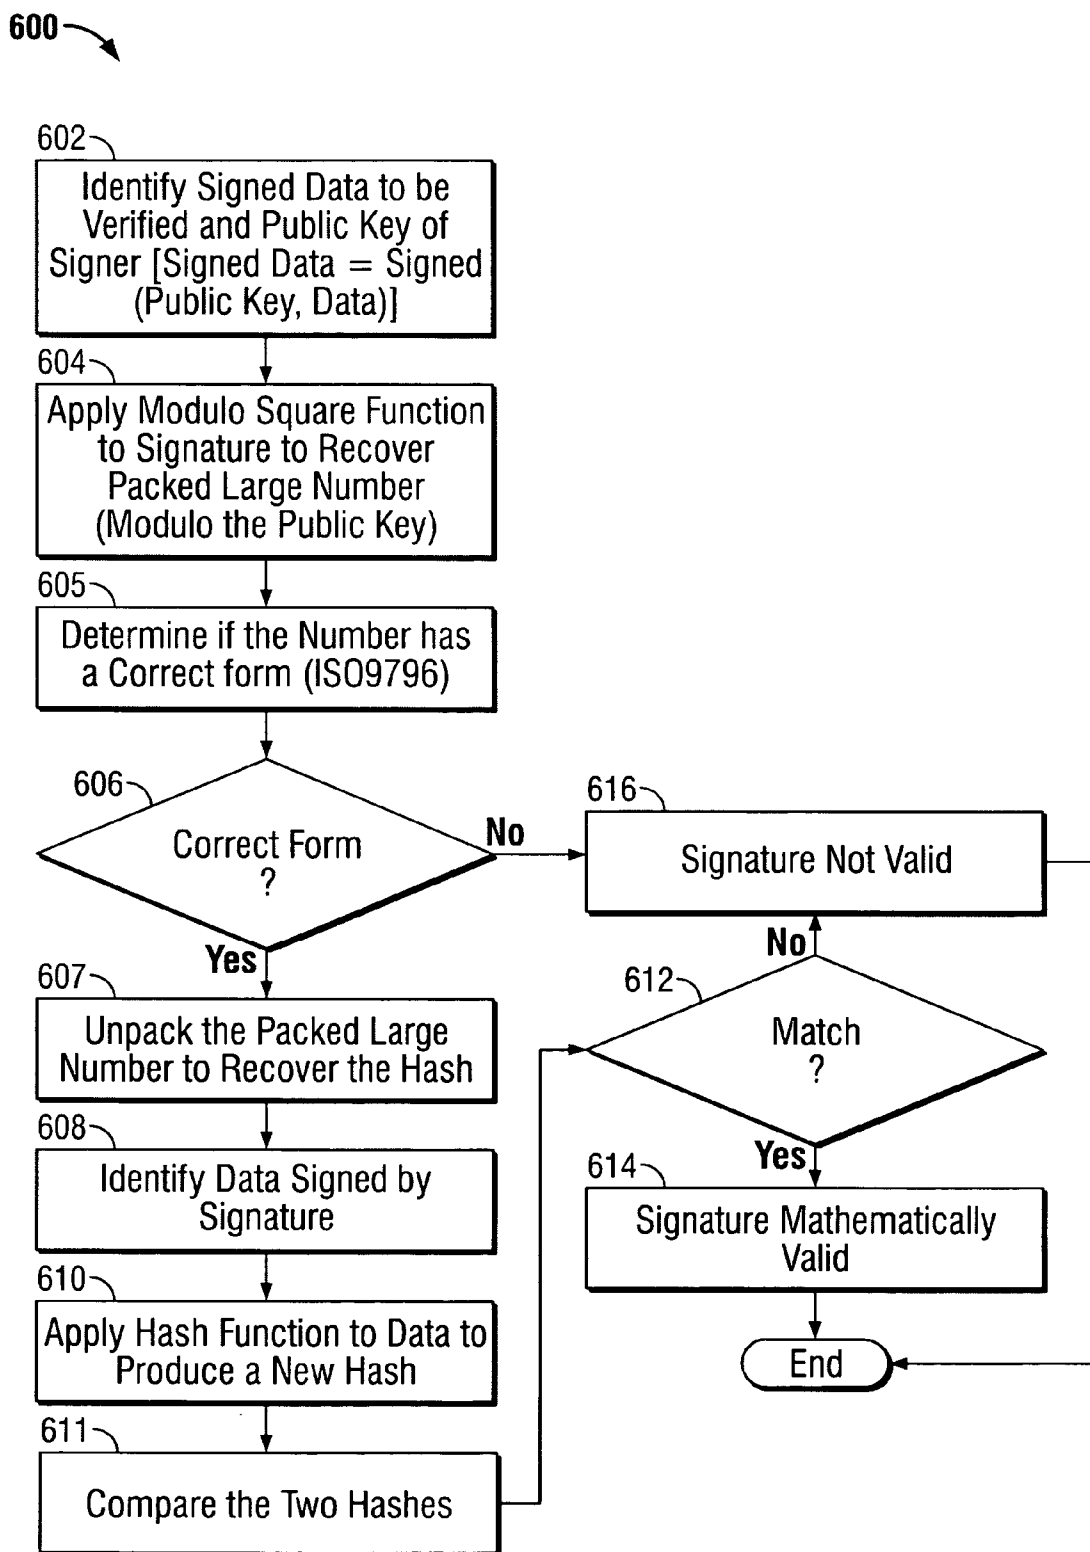 600
602
Identify Signed Data to be
Verified and Public Key of
Signer [Signed Data = Signed
(Public Key, Data)]
604
Apply Modulo Square Function
to Signature to Recover
Packed Large Number
(Modulo the Public Key)
605
Determine if the Number has
a Correct form (ISO9796)
606
Correct Form
?
No
Yes
607
Unpack the Packed Large
Number to Recover the Hash
608
Identify Data Signed by
Signature
610
Apply Hash Function to Data to
Produce a New Hash
611
Compare the Two Hashes
616
Signature Not Valid
No
612
Match
?
Yes
614
Signature Mathematically
Valid
End